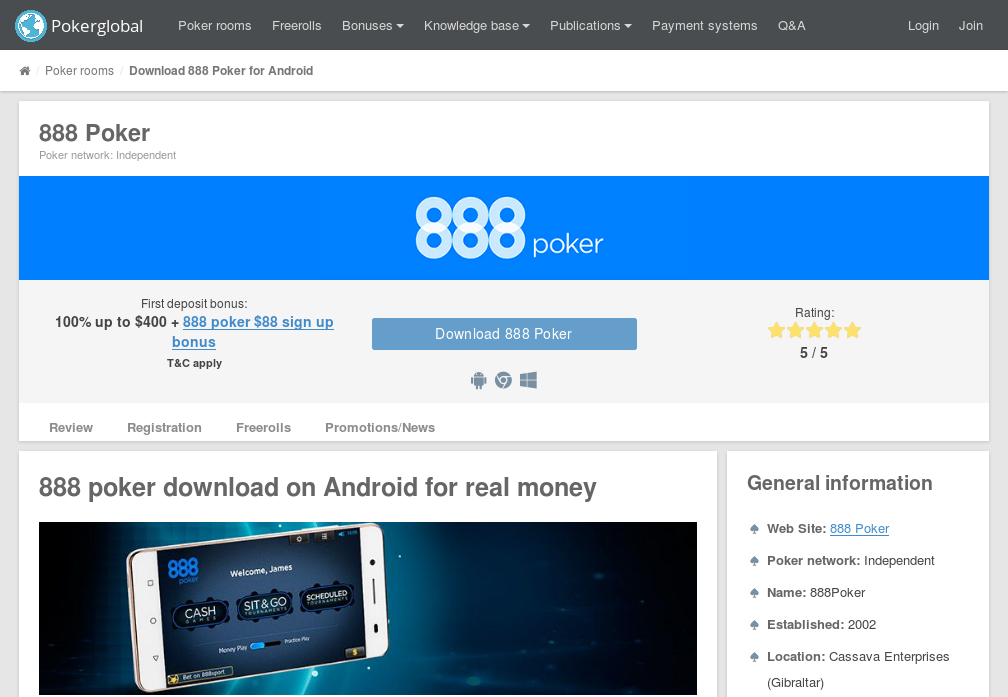 Pokerglobal Poker rooms Freerolls Bonuses Knowledge base Publications Payment systems Q&A Login Join
Poker rooms / Download 888 Poker for Android
888 Poker
Poker network: Independent
888 poker
First deposit bonus:
100% up to $400 + 888 poker $88 sign up
bonus
T&C apply
Download 888 Poker
Rating:
5 / 5
Review Registration Freerolls Promotions/News
888 poker download on Android for real money
888
poker
Welcome, James
CASH
GAMES
SIT&GO
TOURNAMENTS
SCHEDULED
TOURNAMENTS
Money Play Practice Play
Bet on 888sport
$
General information
Web Site: 888 Poker
Poker network: Independent
Name: 888Poker
Established: 2002
Location: Cassava Enterprises
(Gibraltar)